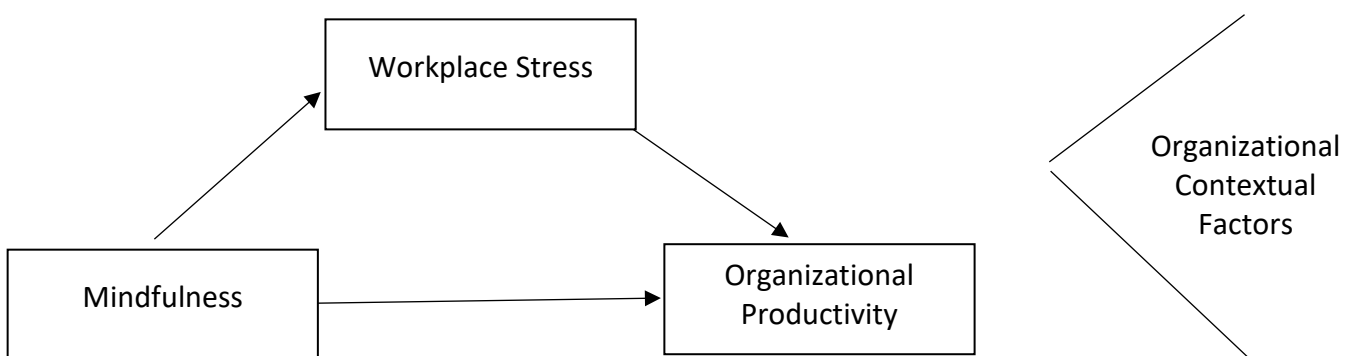 Workplace Stress
Organizational
Contextual
Factors
Mindfulness
Organizational
Productivity